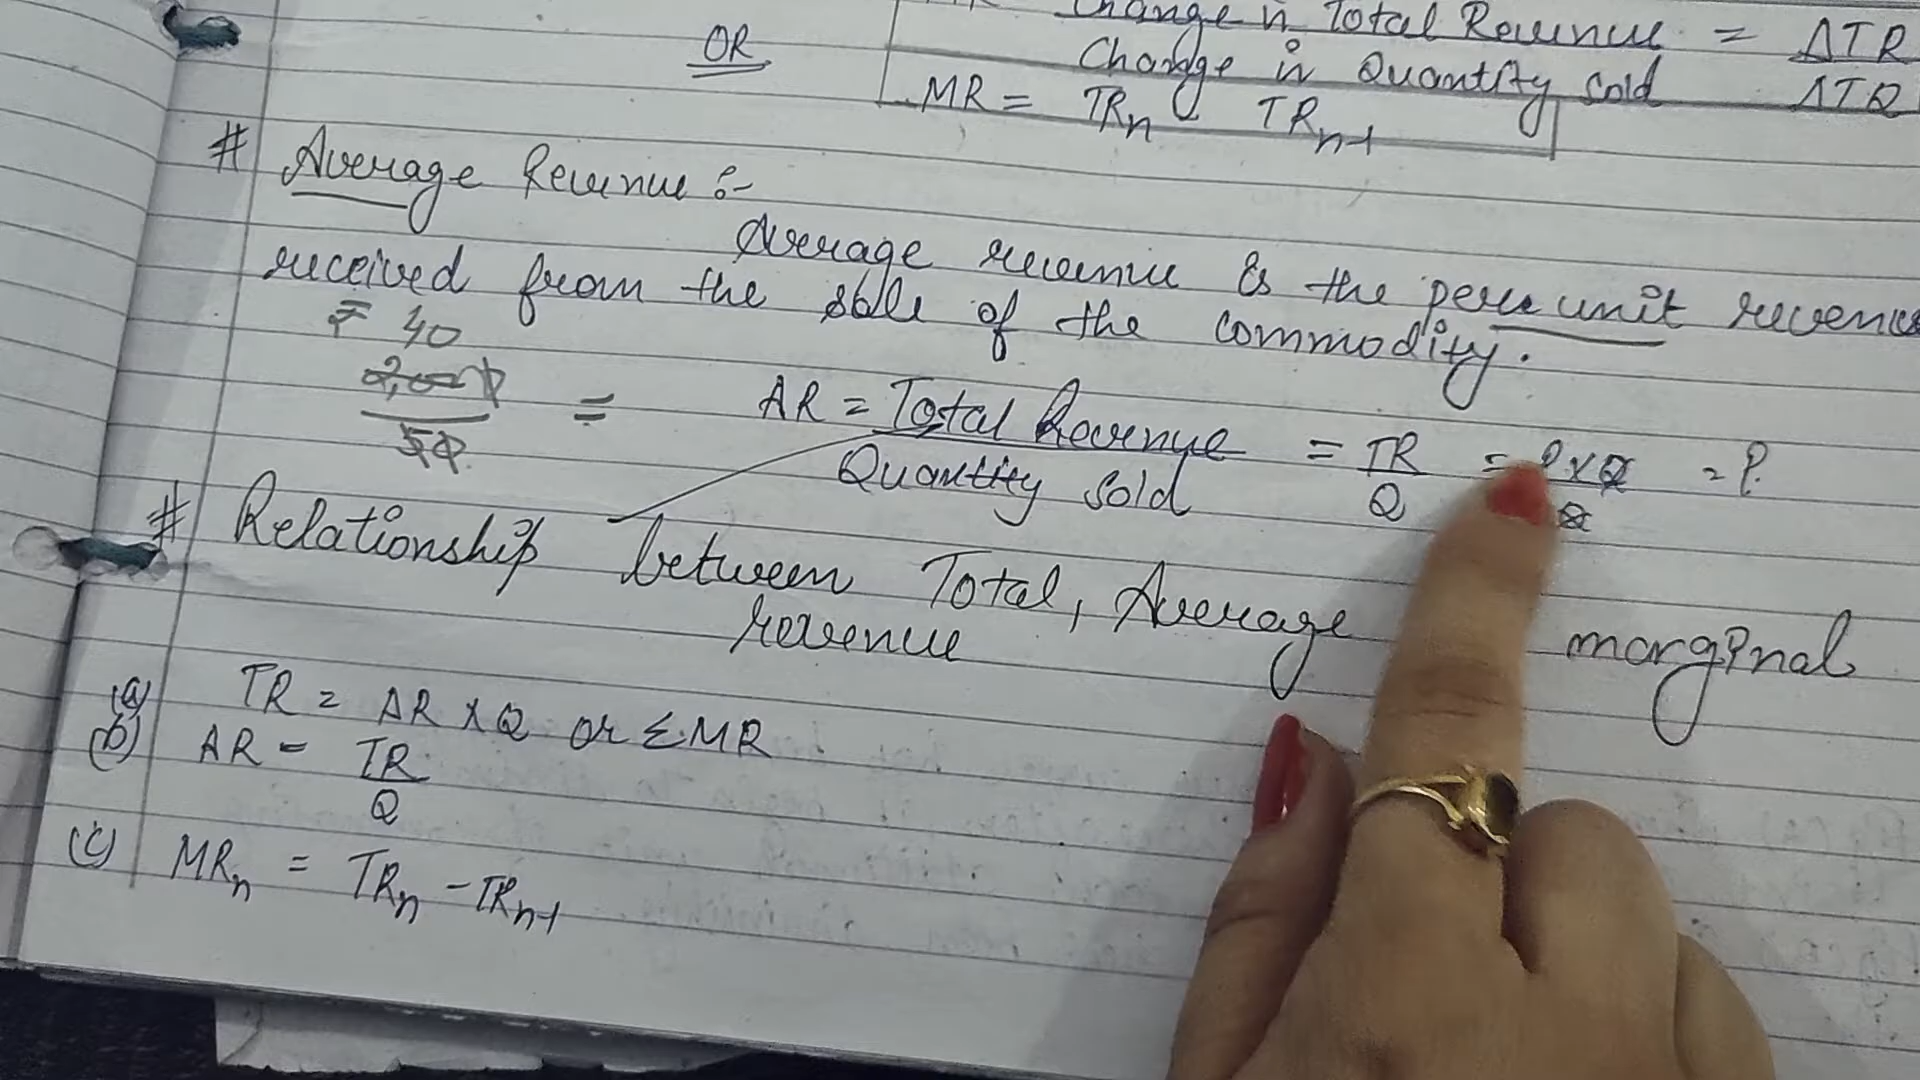 Change in Total Revenue = ΔTR
OR
Change in Quantity sold ΔTQ
MR = TRn - TRn-1
# Average Revenue :-
Average revenue is the per unit revenue
received from the sale of the commodity.
= 40
AR = Total Revenue = TR = P x Q = P.
Quantity sold Q Q
# Relationship between Total, Average marginal
revenue
(a) TR = AR x Q or ΣMR
(b) AR = TR
Q
(c) MRn = TRn - TRn-1